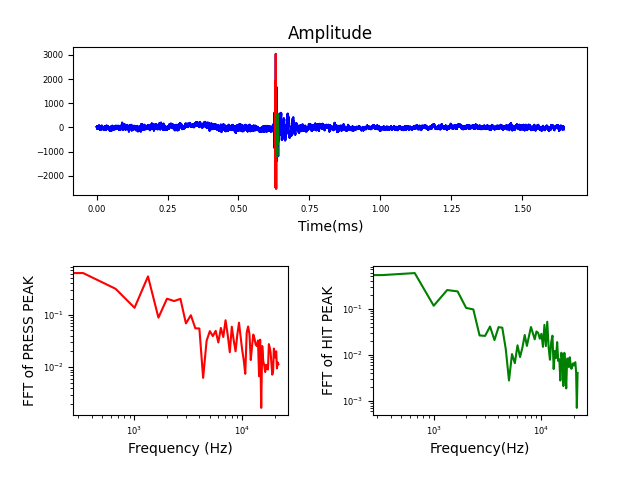 Amplitude
3000
2000
1000
0
−1000
−2000
0.00 0.25 0.50 0.75 1.00 1.25 1.50
Time(ms)
FFT of PRESS PEAK
10⁻¹
10⁻²
10³ 10⁴
Frequency (Hz)
FFT of HIT PEAK
10⁻¹
10⁻²
10⁻³
10³ 10⁴
Frequency(Hz)